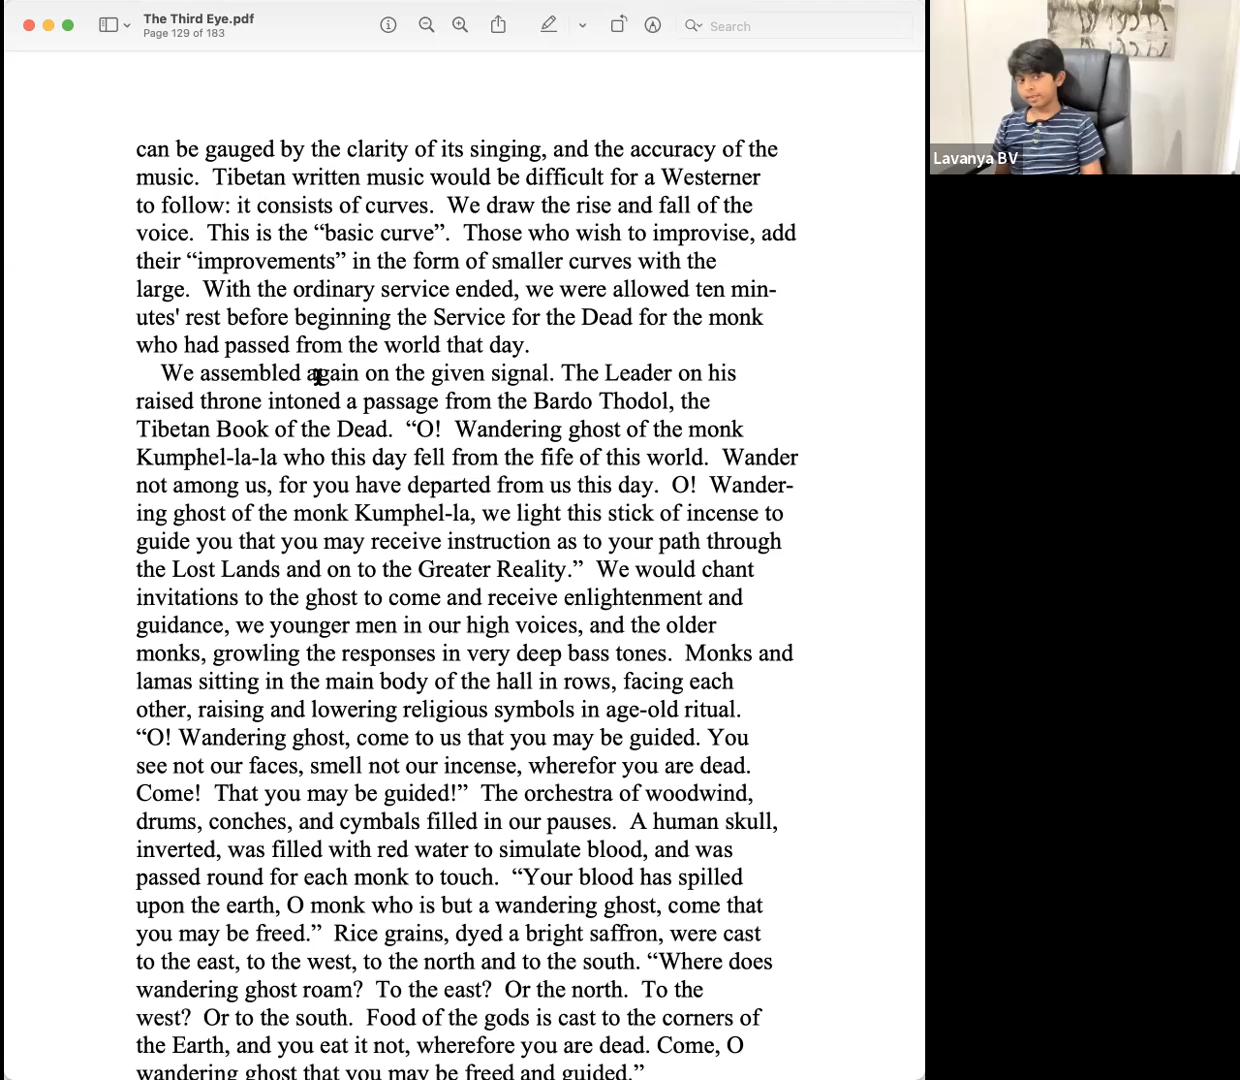 The Third Eye.pdf
Page 129 of 183
Search
Lavanya BV
can be gauged by the clarity of its singing, and the accuracy of the
music.  Tibetan written music would be difficult for a Westerner
to follow: it consists of curves.  We draw the rise and fall of the
voice.  This is the “basic curve”.  Those who wish to improvise, add
their “improvements” in the form of smaller curves with the
large.  With the ordinary service ended, we were allowed ten min-
utes' rest before beginning the Service for the Dead for the monk
who had passed from the world that day.
We assembled again on the given signal. The Leader on his
raised throne intoned a passage from the Bardo Thodol, the
Tibetan Book of the Dead.  “O!  Wandering ghost of the monk
Kumphel-la-la who this day fell from the fife of this world.  Wander
not among us, for you have departed from us this day.  O!  Wander-
ing ghost of the monk Kumphel-la, we light this stick of incense to
guide you that you may receive instruction as to your path through
the Lost Lands and on to the Greater Reality.”  We would chant
invitations to the ghost to come and receive enlightenment and
guidance, we younger men in our high voices, and the older
monks, growling the responses in very deep bass tones.  Monks and
lamas sitting in the main body of the hall in rows, facing each
other, raising and lowering religious symbols in age-old ritual.
“O! Wandering ghost, come to us that you may be guided. You
see not our faces, smell not our incense, wherefor you are dead.
Come!  That you may be guided!”  The orchestra of woodwind,
drums, conches, and cymbals filled in our pauses.  A human skull,
inverted, was filled with red water to simulate blood, and was
passed round for each monk to touch.  “Your blood has spilled
upon the earth, O monk who is but a wandering ghost, come that
you may be freed.”  Rice grains, dyed a bright saffron, were cast
to the east, to the west, to the north and to the south. “Where does
wandering ghost roam?  To the east?  Or the north.  To the
west?  Or to the south.  Food of the gods is cast to the corners of
the Earth, and you eat it not, wherefore you are dead. Come, O
wandering ghost that you may be freed and guided.”